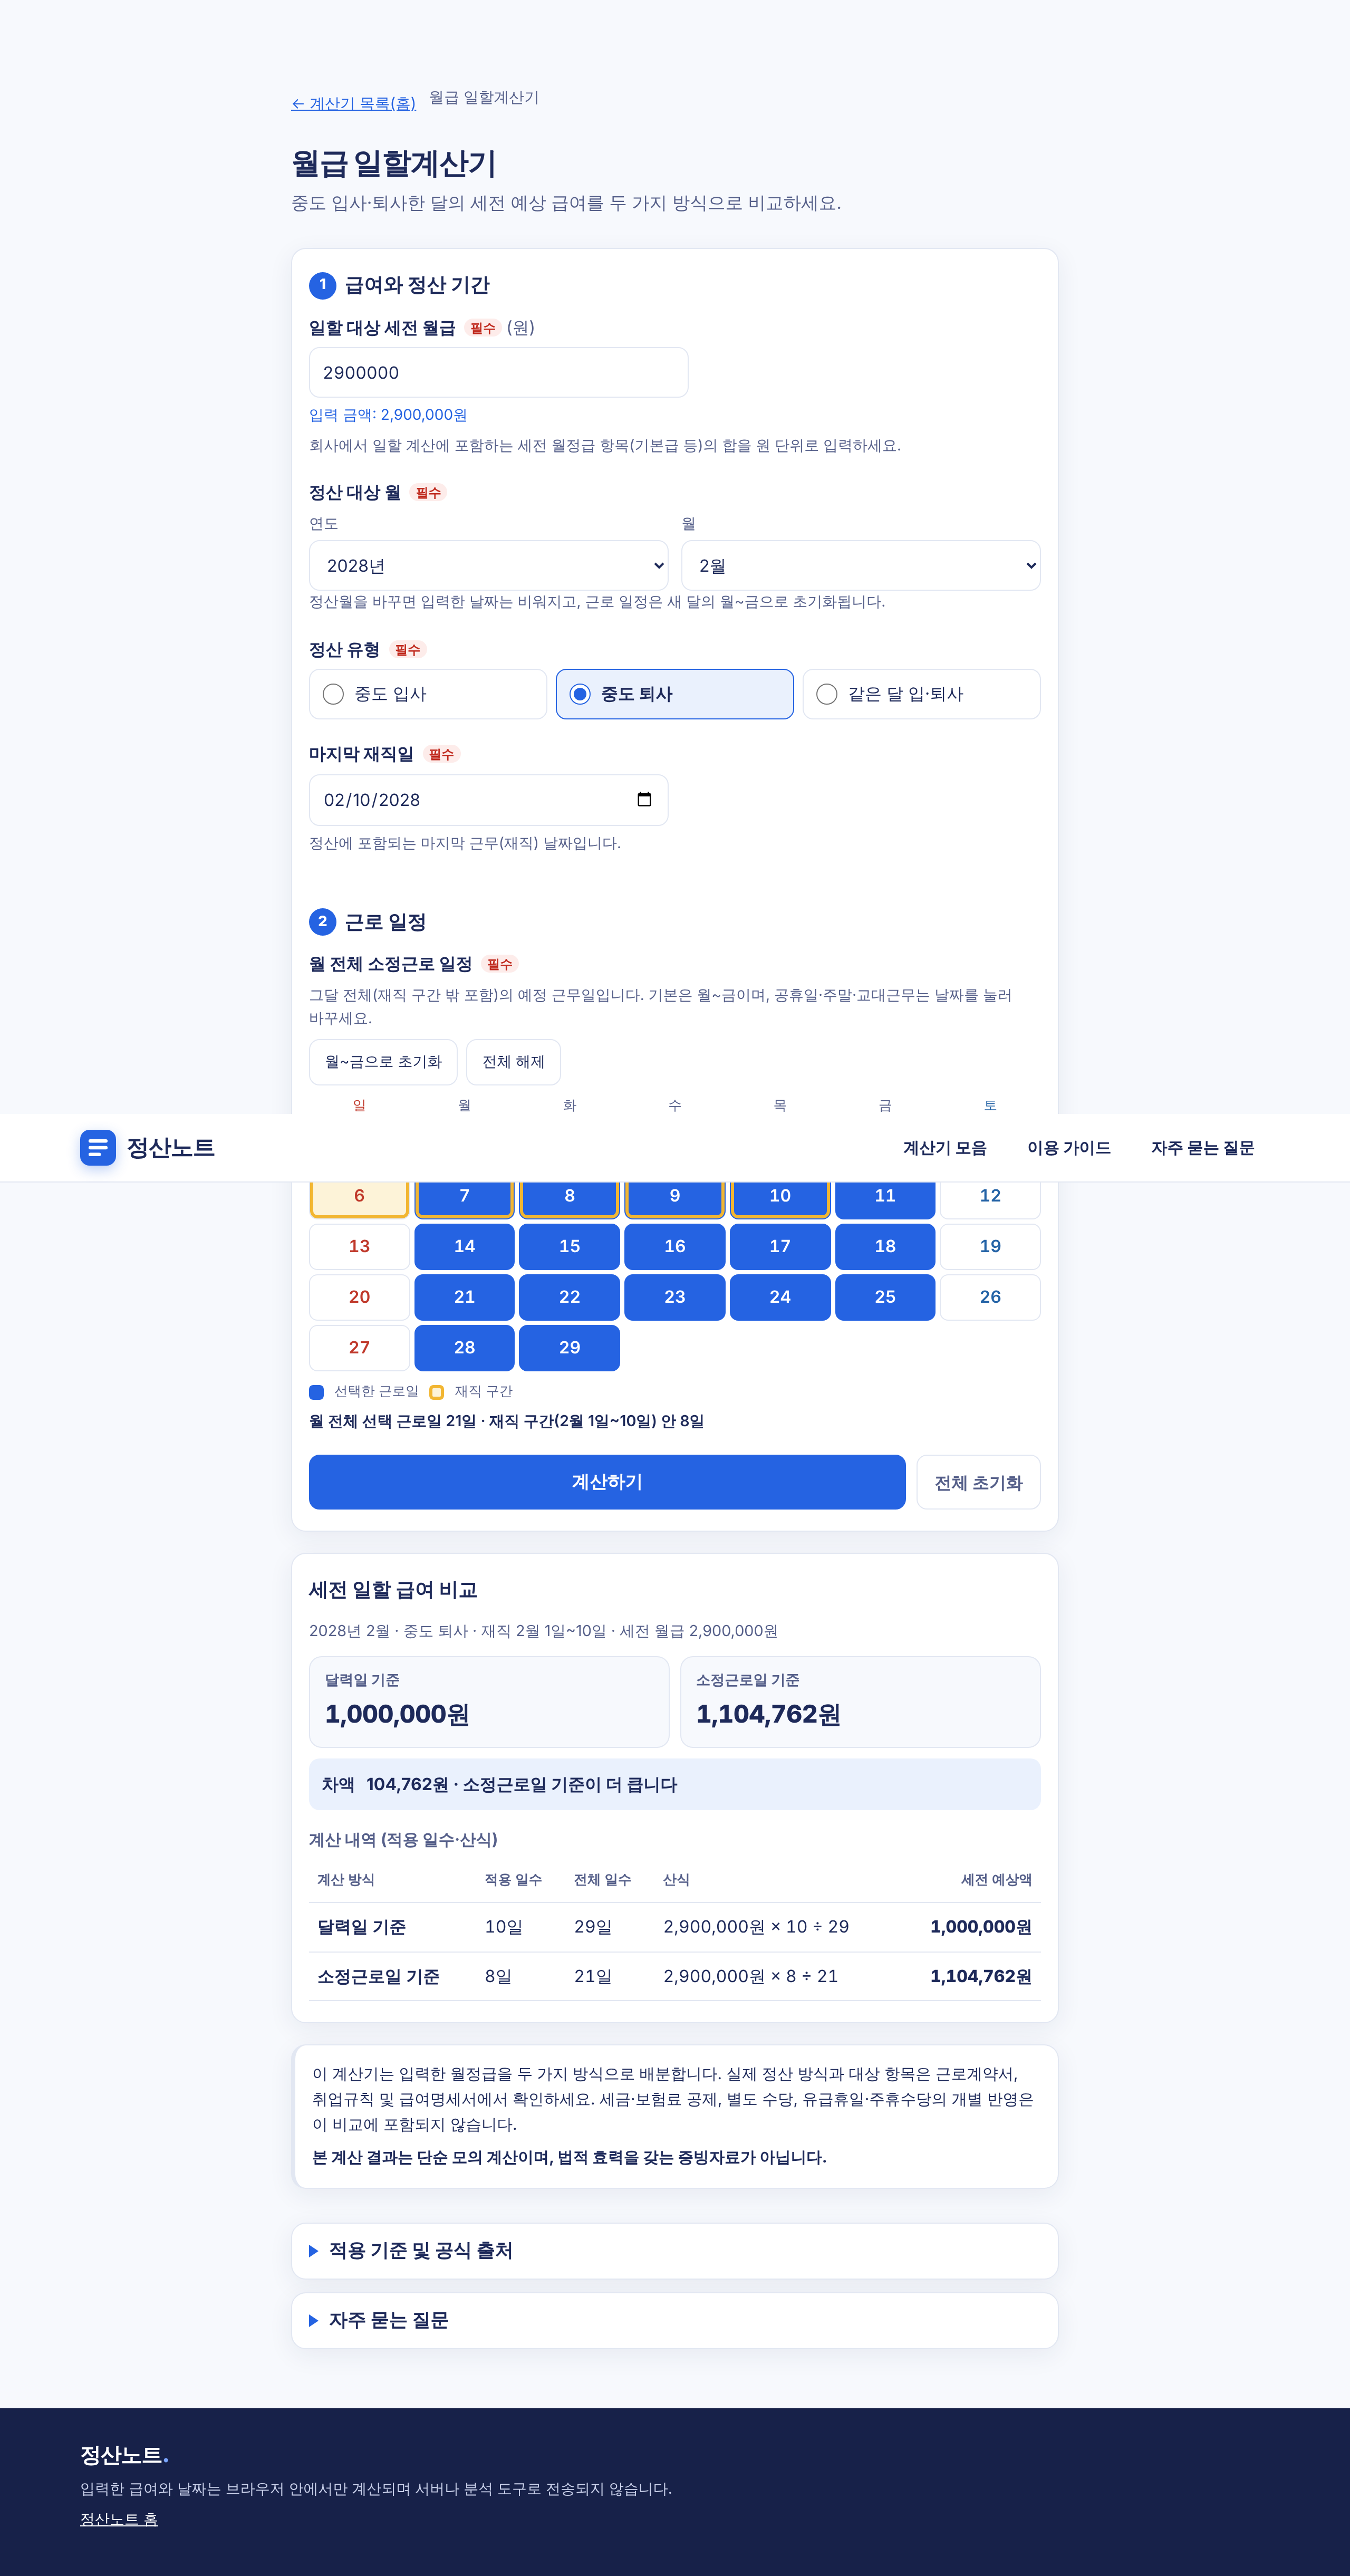 ← 계산기 목록(홈) 월급 일할계산기
월급 일할계산기
중도 입사·퇴사한 달의 세전 예상 급여를 두 가지 방식으로 비교하세요.
1 급여와 정산 기간
일할 대상 세전 월급 필수 (원)
2900000
입력 금액: 2,900,000원
회사에서 일할 계산에 포함하는 세전 월정급 항목(기본급 등)의 합을 원 단위로 입력하세요.
정산 대상 월 필수
연도 월
2028년 2월
정산월을 바꾸면 입력한 날짜는 비워지고, 근로 일정은 새 달의 월~금으로 초기화됩니다.
정산 유형 필수
중도 입사 중도 퇴사 같은 달 입·퇴사
마지막 재직일 필수
02/10/2028
정산에 포함되는 마지막 근무(재직) 날짜입니다.
2 근로 일정
월 전체 소정근로 일정 필수
그달 전체(재직 구간 밖 포함)의 예정 근무일입니다. 기본은 월~금이며, 공휴일·주말·교대근무는 날짜를 눌러
바꾸세요.
월~금으로 초기화 전체 해제
일 월 화 수 목 금 토
정산노트 계산기 모음 이용 가이드 자주 묻는 질문
6 7 8 9 10 11 12
13 14 15 16 17 18 19
20 21 22 23 24 25 26
27 28 29
선택한 근로일 재직 구간
월 전체 선택 근로일 21일 · 재직 구간(2월 1일~10일) 안 8일
계산하기 전체 초기화
세전 일할 급여 비교
2028년 2월 · 중도 퇴사 · 재직 2월 1일~10일 · 세전 월급 2,900,000원
달력일 기준 소정근로일 기준
1,000,000원 1,104,762원
차액 104,762원 · 소정근로일 기준이 더 큽니다
계산 내역 (적용 일수·산식)
계산 방식 적용 일수 전체 일수 산식 세전 예상액
달력일 기준 10일 29일 2,900,000원 × 10 ÷ 29 1,000,000원
소정근로일 기준 8일 21일 2,900,000원 × 8 ÷ 21 1,104,762원
이 계산기는 입력한 월정급을 두 가지 방식으로 배분합니다. 실제 정산 방식과 대상 항목은 근로계약서,
취업규칙 및 급여명세서에서 확인하세요. 세금·보험료 공제, 별도 수당, 유급휴일·주휴수당의 개별 반영은
이 비교에 포함되지 않습니다.
본 계산 결과는 단순 모의 계산이며, 법적 효력을 갖는 증빙자료가 아닙니다.
적용 기준 및 공식 출처
자주 묻는 질문
정산노트.
입력한 급여와 날짜는 브라우저 안에서만 계산되며 서버나 분석 도구로 전송되지 않습니다.
정산노트 홈